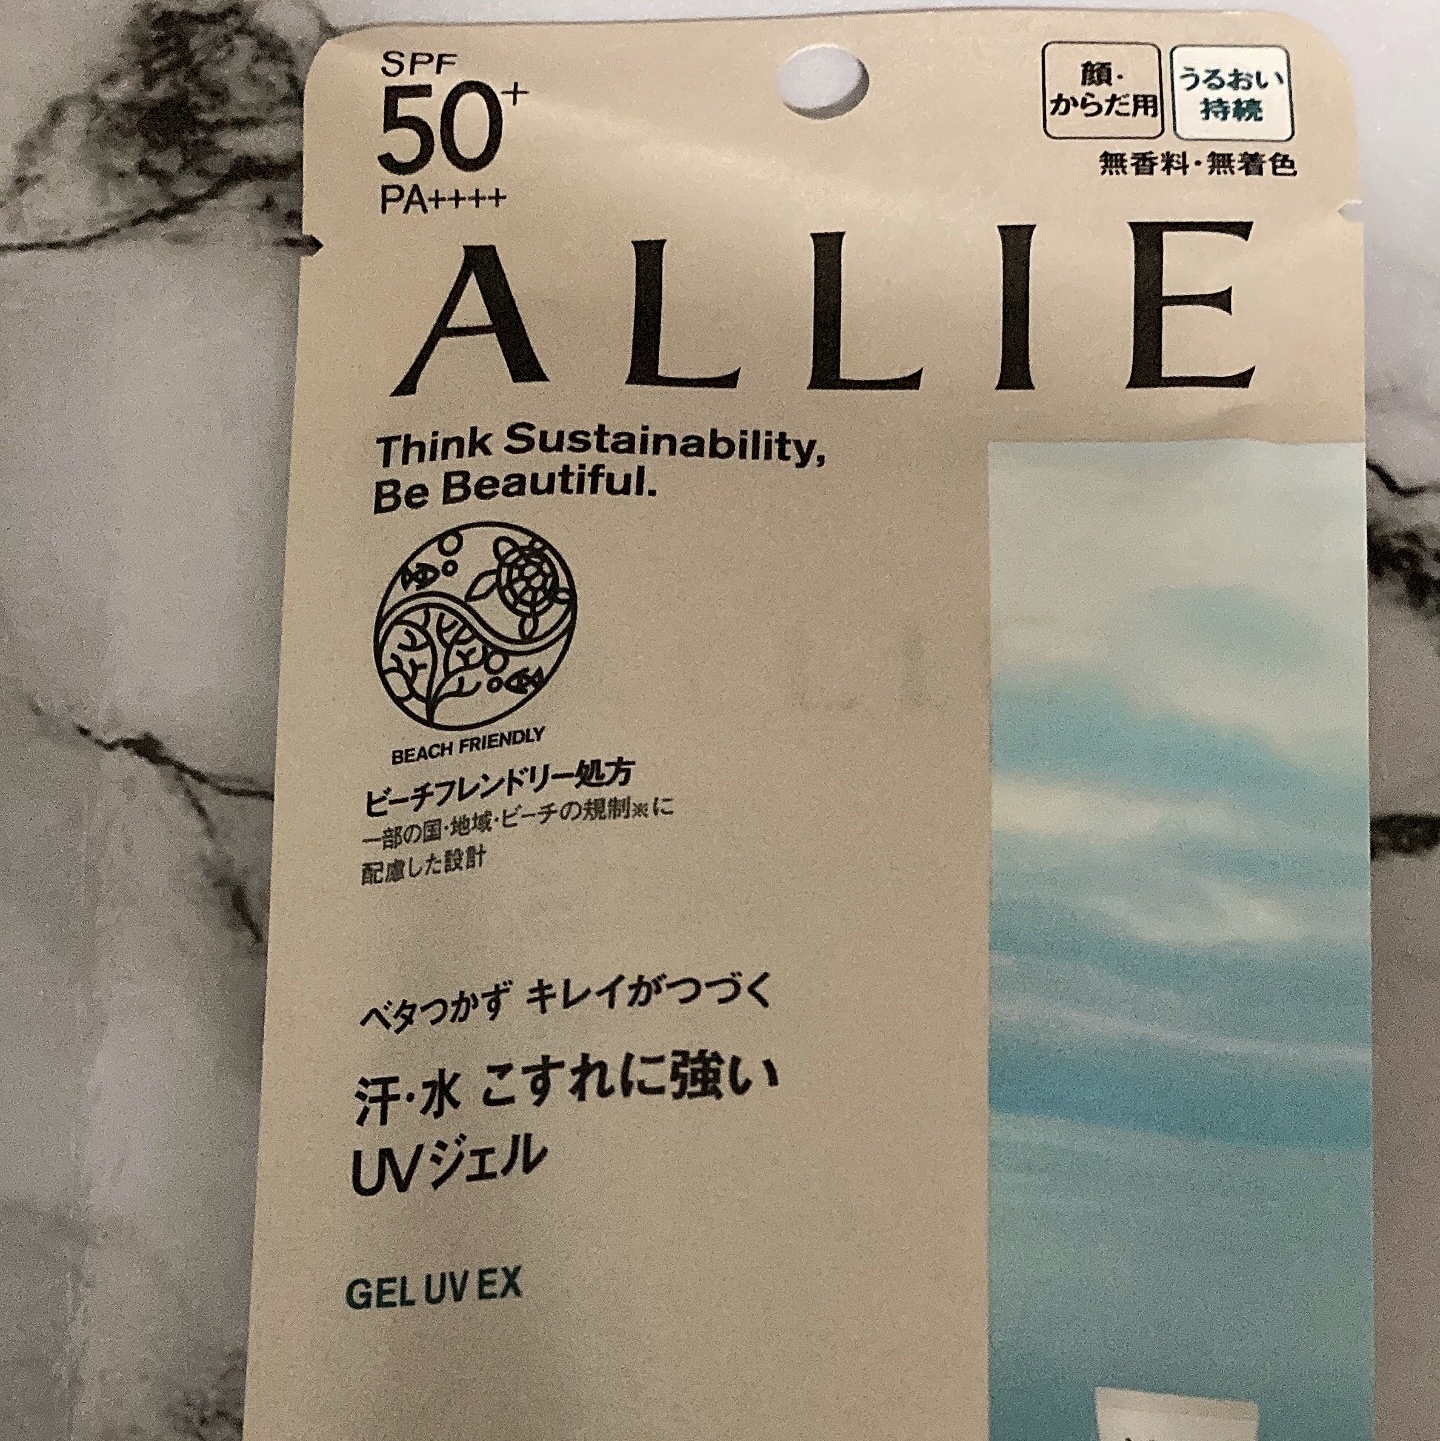 SPF
50+
PA++++
顔・
からだ用
うるおい
持続
無香料・無着色
ALLIE
Think Sustainability,
Be Beautiful.
BEACH FRIENDLY
ビーチフレンドリー処方
一部の国・地域・ビーチの規制※に
配慮した設計
ベタつかず キレイがつづく
汗・水 こすれに強い
UVジェル
GEL UV EX